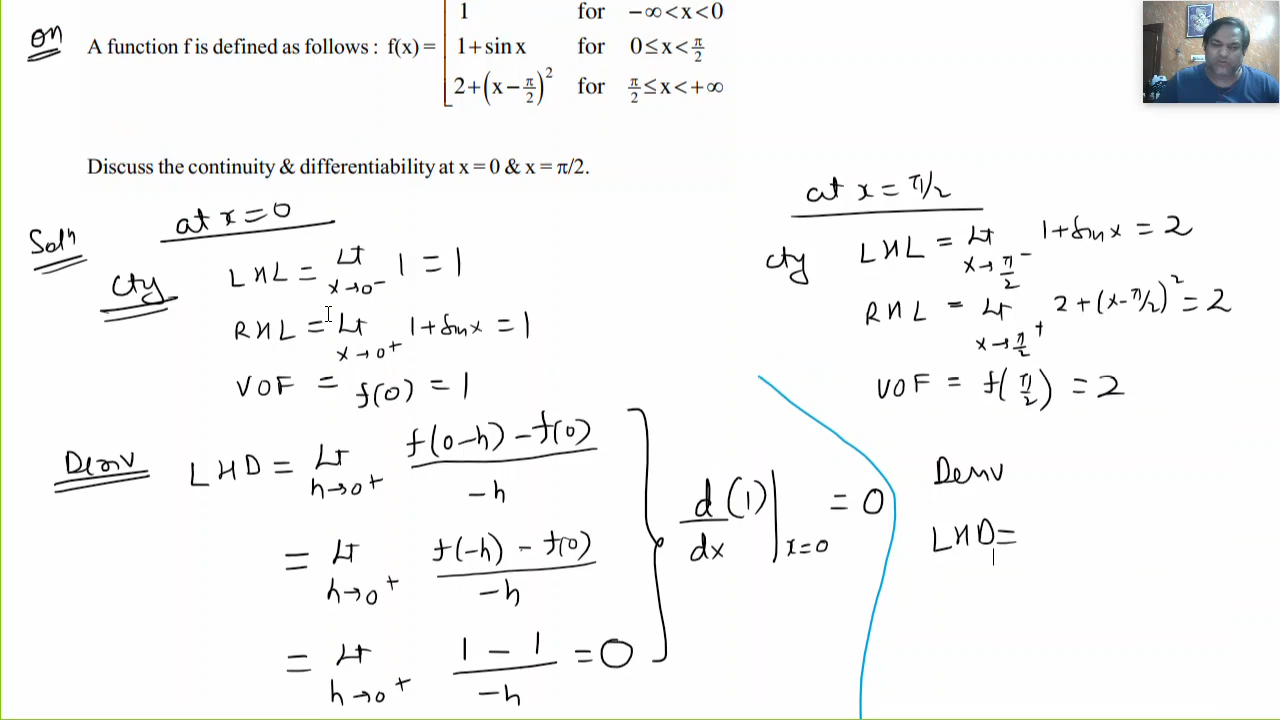 Qn
A function f is defined as follows : f(x) = [ 1 for −∞<x<0
1+sin x for 0≤x<π/2
2+(x−π/2)² for π/2≤x<+∞
Discuss the continuity & differentiability at x = 0 & x = π/2.
Solⁿ
at x=0
Cty LHL = Lt x→0⁻ 1 = 1
RHL = Lt x→0⁺ 1+sin x = 1
VOF = f(0) = 1
Deriv LHD = Lt h→0⁺ (f(0−h) − f(0))/(−h)
= Lt h→0⁺ (f(−h) − f(0))/(−h)
= Lt h→0⁺ (1 − 1)/(−h) = 0
d/dx (1) |x=0 = 0
at x = π/2
cty LHL = Lt x→π/2⁻ 1+sin x = 2
RHL = Lt x→π/2⁺ 2+(x−π/2)² = 2
VOF = f(π/2) = 2
Deriv
LHD=